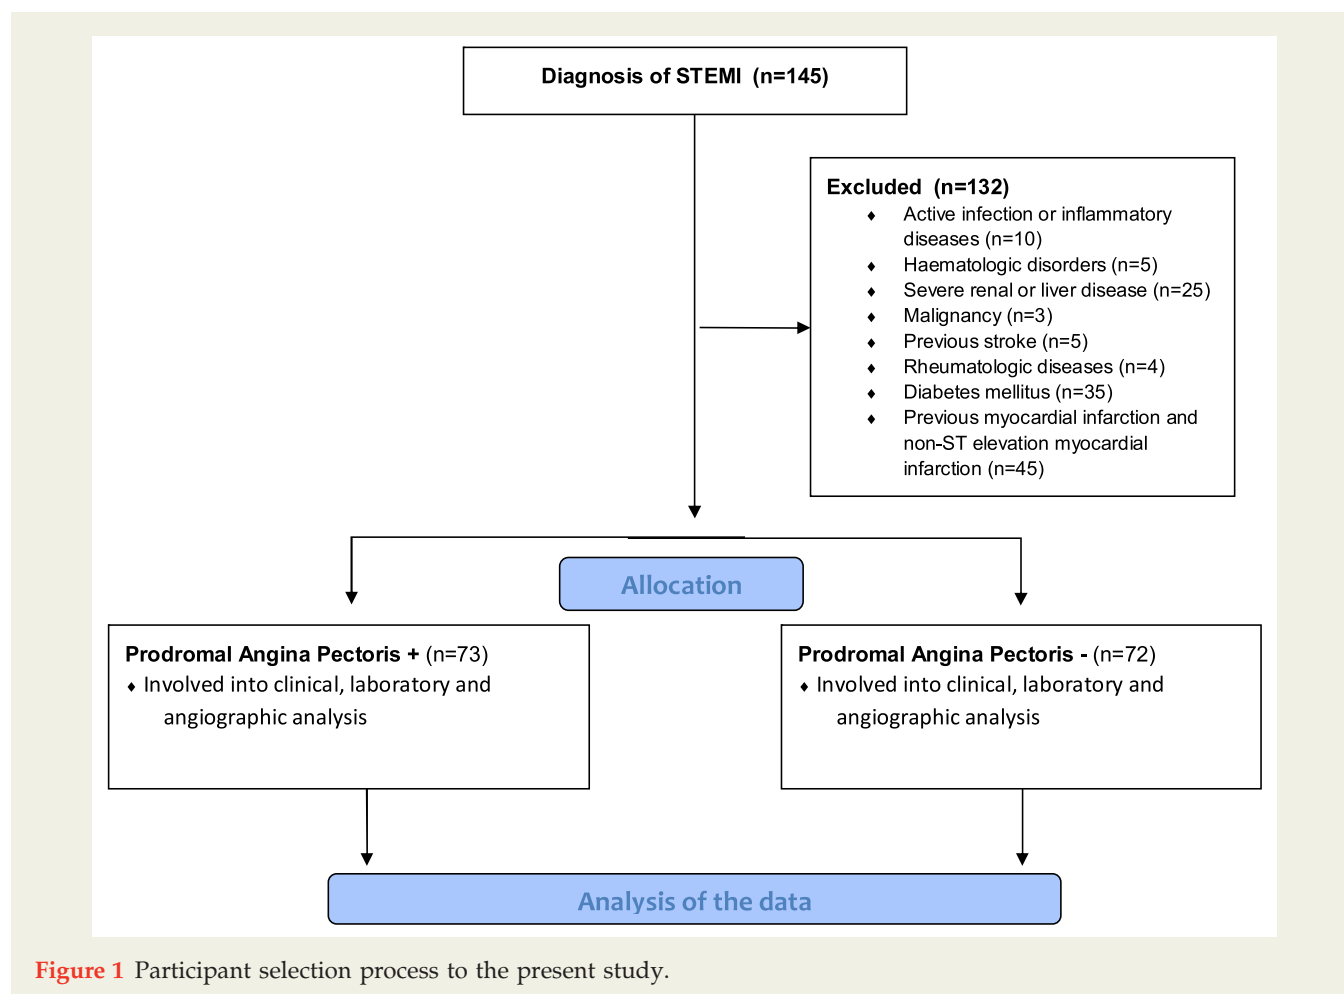 Diagnosis of STEMI (n=145)
Excluded (n=132)
♦ Active infection or inflammatory
diseases (n=10)
♦ Haematologic disorders (n=5)
♦ Severe renal or liver disease (n=25)
♦ Malignancy (n=3)
♦ Previous stroke (n=5)
♦ Rheumatologic diseases (n=4)
♦ Diabetes mellitus (n=35)
♦ Previous myocardial infarction and
non-ST elevation myocardial
infarction (n=45)
Allocation
Prodromal Angina Pectoris + (n=73)
♦ Involved into clinical, laboratory and
angiographic analysis
Prodromal Angina Pectoris - (n=72)
♦ Involved into clinical, laboratory and
angiographic analysis
Analysis of the data
Figure 1 Participant selection process to the present study.